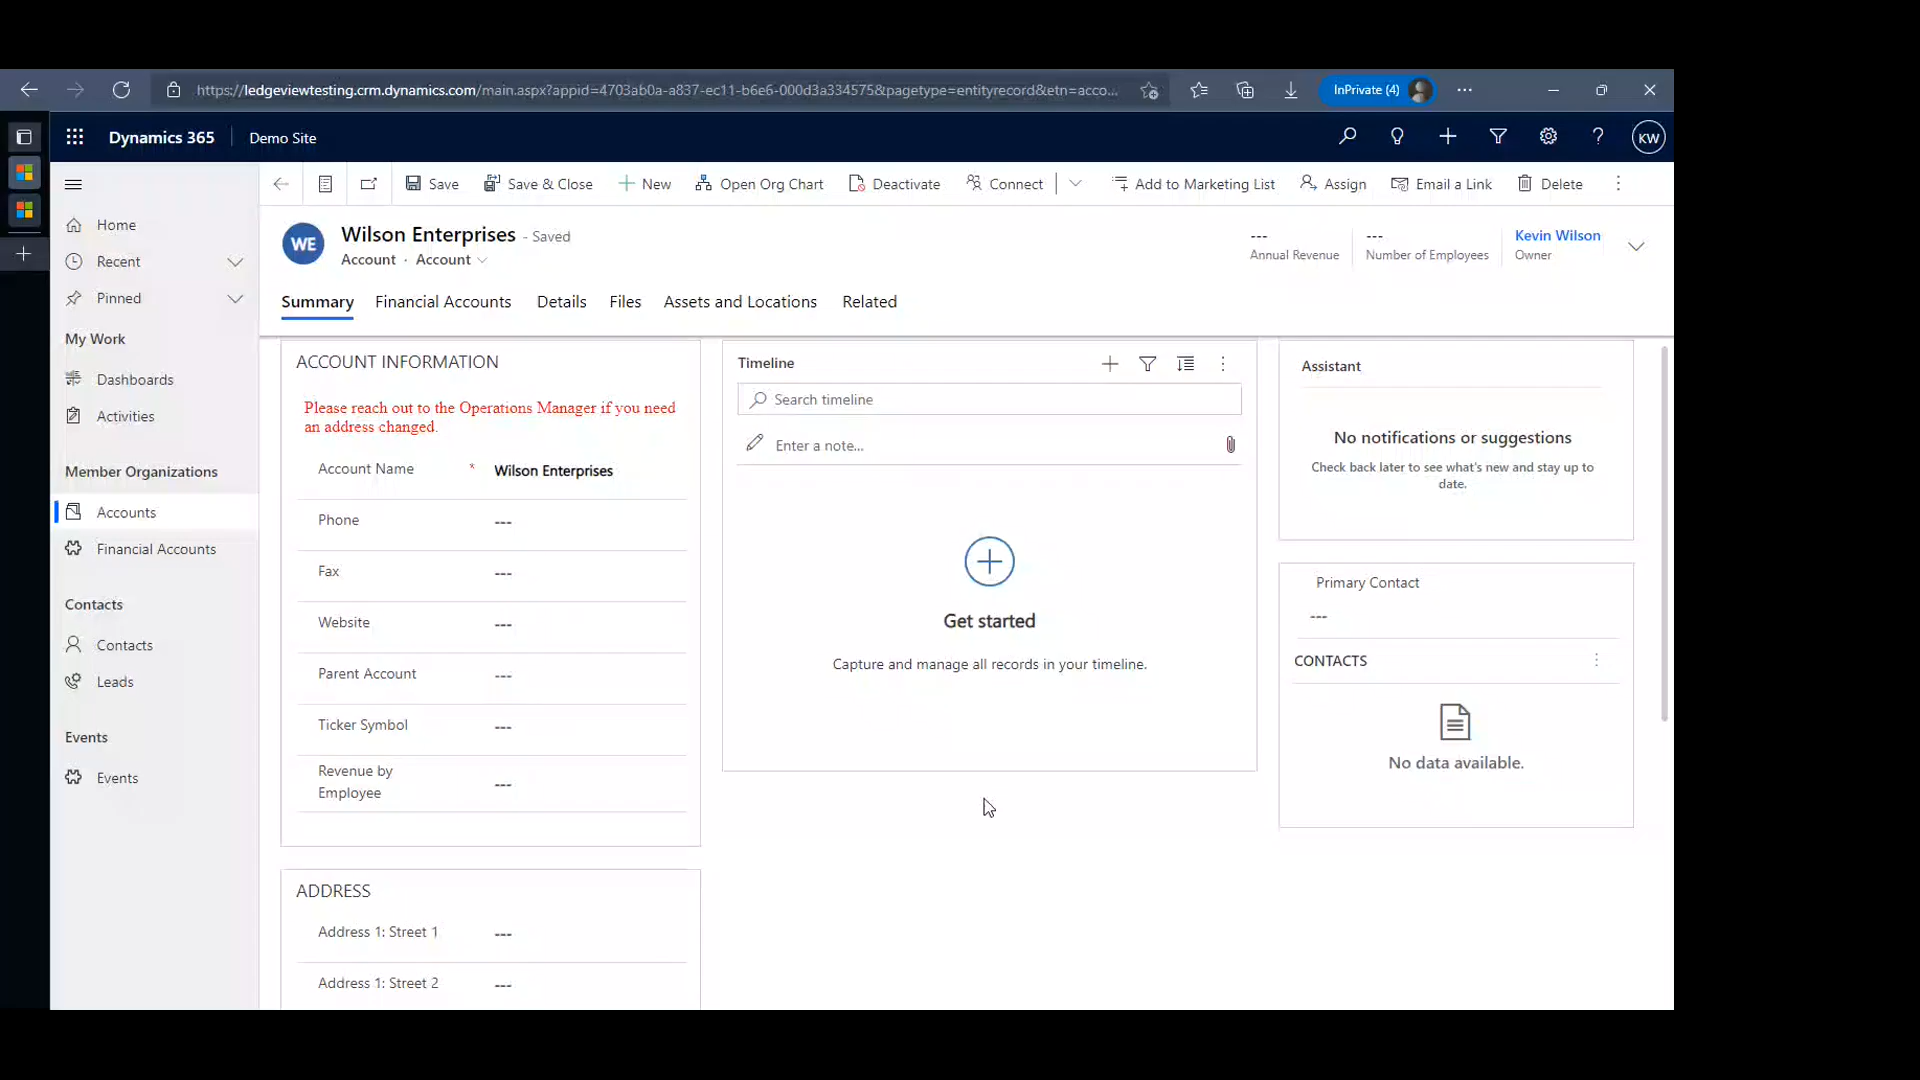 https://ledgeviewtesting.crm.dynamics.com/main.aspx?appid=4703ab0a-a837-ec11-b6e6-000d3a334575&pagetype=entityrecord&etn=acco...
InPrivate (4)
Dynamics 365
Demo Site
KW
Save
Save & Close
New
Open Org Chart
Deactivate
Connect
Add to Marketing List
Assign
Email a Link
Delete
Home
Recent
Pinned
My Work
Dashboards
Activities
Member Organizations
Accounts
Financial Accounts
Contacts
Contacts
Leads
Events
Events
WE
Wilson Enterprises - Saved
Account · Account
---
Annual Revenue
---
Number of Employees
Kevin Wilson
Owner
Summary
Financial Accounts
Details
Files
Assets and Locations
Related
ACCOUNT INFORMATION
Please reach out to the Operations Manager if you need
an address changed.
Account Name * Wilson Enterprises
Phone ---
Fax ---
Website ---
Parent Account ---
Ticker Symbol ---
Revenue by
Employee ---
ADDRESS
Address 1: Street 1 ---
Address 1: Street 2 ---
Timeline
Search timeline
Enter a note...
Get started
Capture and manage all records in your timeline.
Assistant
No notifications or suggestions
Check back later to see what's new and stay up to
date.
Primary Contact
---
CONTACTS
No data available.